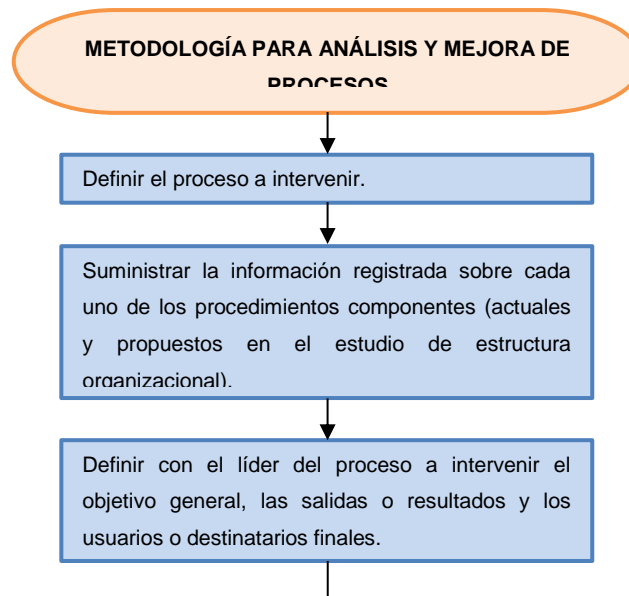 METODOLOGÍA PARA ANÁLISIS Y MEJORA DE
PROCESOS
Definir el proceso a intervenir.
Suministrar la información registrada sobre cada
uno de los procedimientos componentes (actuales
y propuestos en el estudio de estructura
organizacional).
Definir con el líder del proceso a intervenir el
objetivo general, las salidas o resultados y los
usuarios o destinatarios finales.